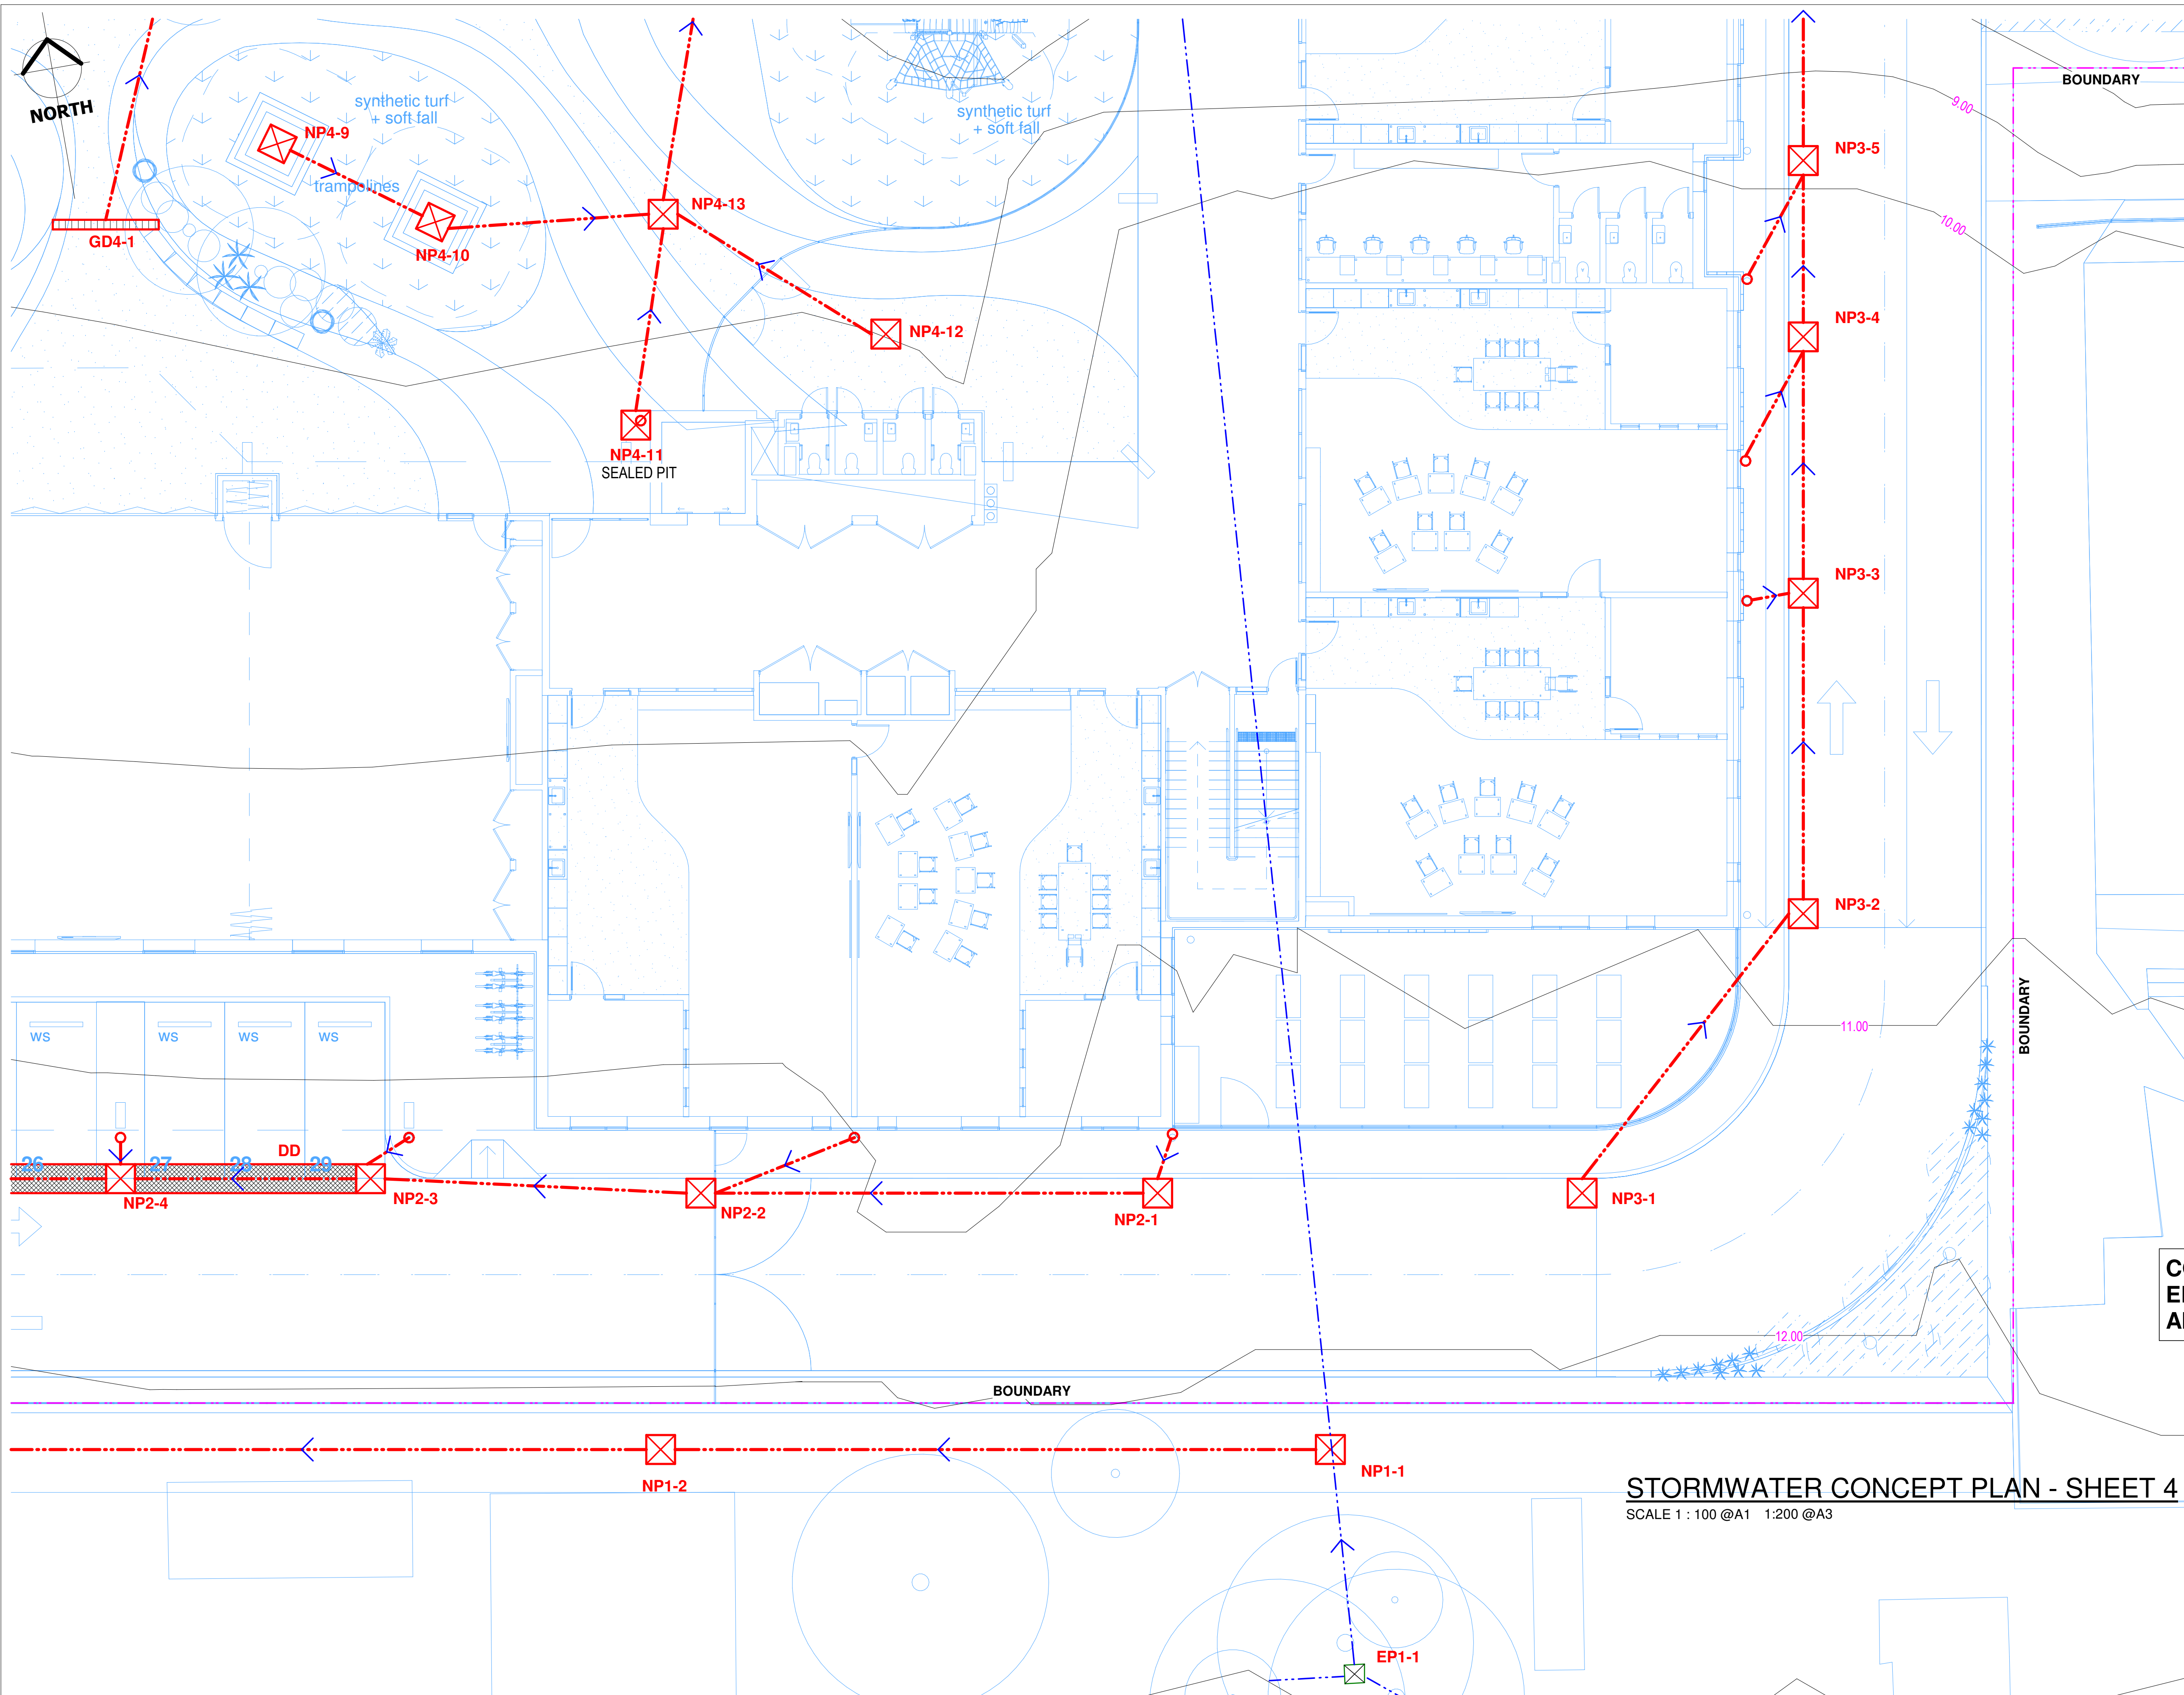 NORTH
synthetic turf
+ soft fall
NP4-9
trampolines
GD4-1
NP4-10
NP4-13
synthetic turf
+ soft fall
NP4-12
NP4-11
SEALED PIT
BOUNDARY
9.00
NP3-5
10.00
NP3-4
NP3-3
NP3-2
BOUNDARY
11.00
WS
WS
WS
WS
DD
26
27
28
29
NP2-4
NP2-3
NP2-2
NP2-1
NP3-1
12.00
BOUNDARY
NP1-2
NP1-1
EP1-1
STORMWATER CONCEPT PLAN - SHEET 4
SCALE 1 : 100 @A1 1:200 @A3